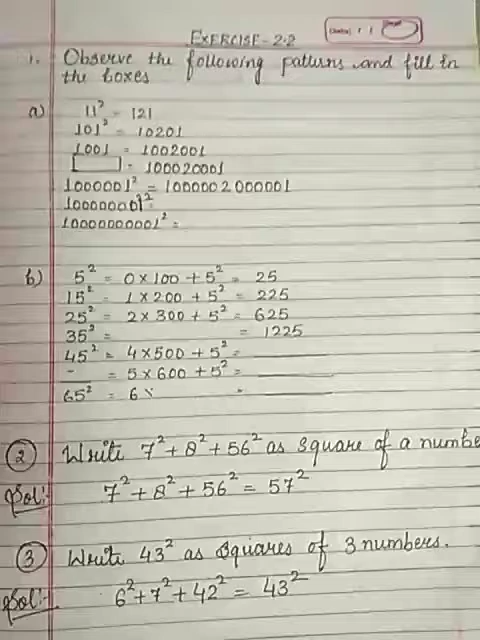 EXERCISE-2.2
1. Observe the following patterns and fill in
the boxes
a) 11² = 121
101² = 10201
1001 = 1002001
= 100020001
1000001² = 1000002000001
100000001² =
10000000001² =
b) 5² = 0×100 + 5² = 25
15² = 1×200 + 5² = 225
25² = 2×300 + 5² = 625
35² = = 1225
45² = 4×500 + 5² =
- = 5×600 + 5² =
65² = 6× =
2 Write 7² + 8² + 56² as square of a numbe
Sol:- 7² + 8² + 56² = 57²
3 Write 43² as squares of 3 numbers.
Sol:- 6² + 7² + 42² = 43²